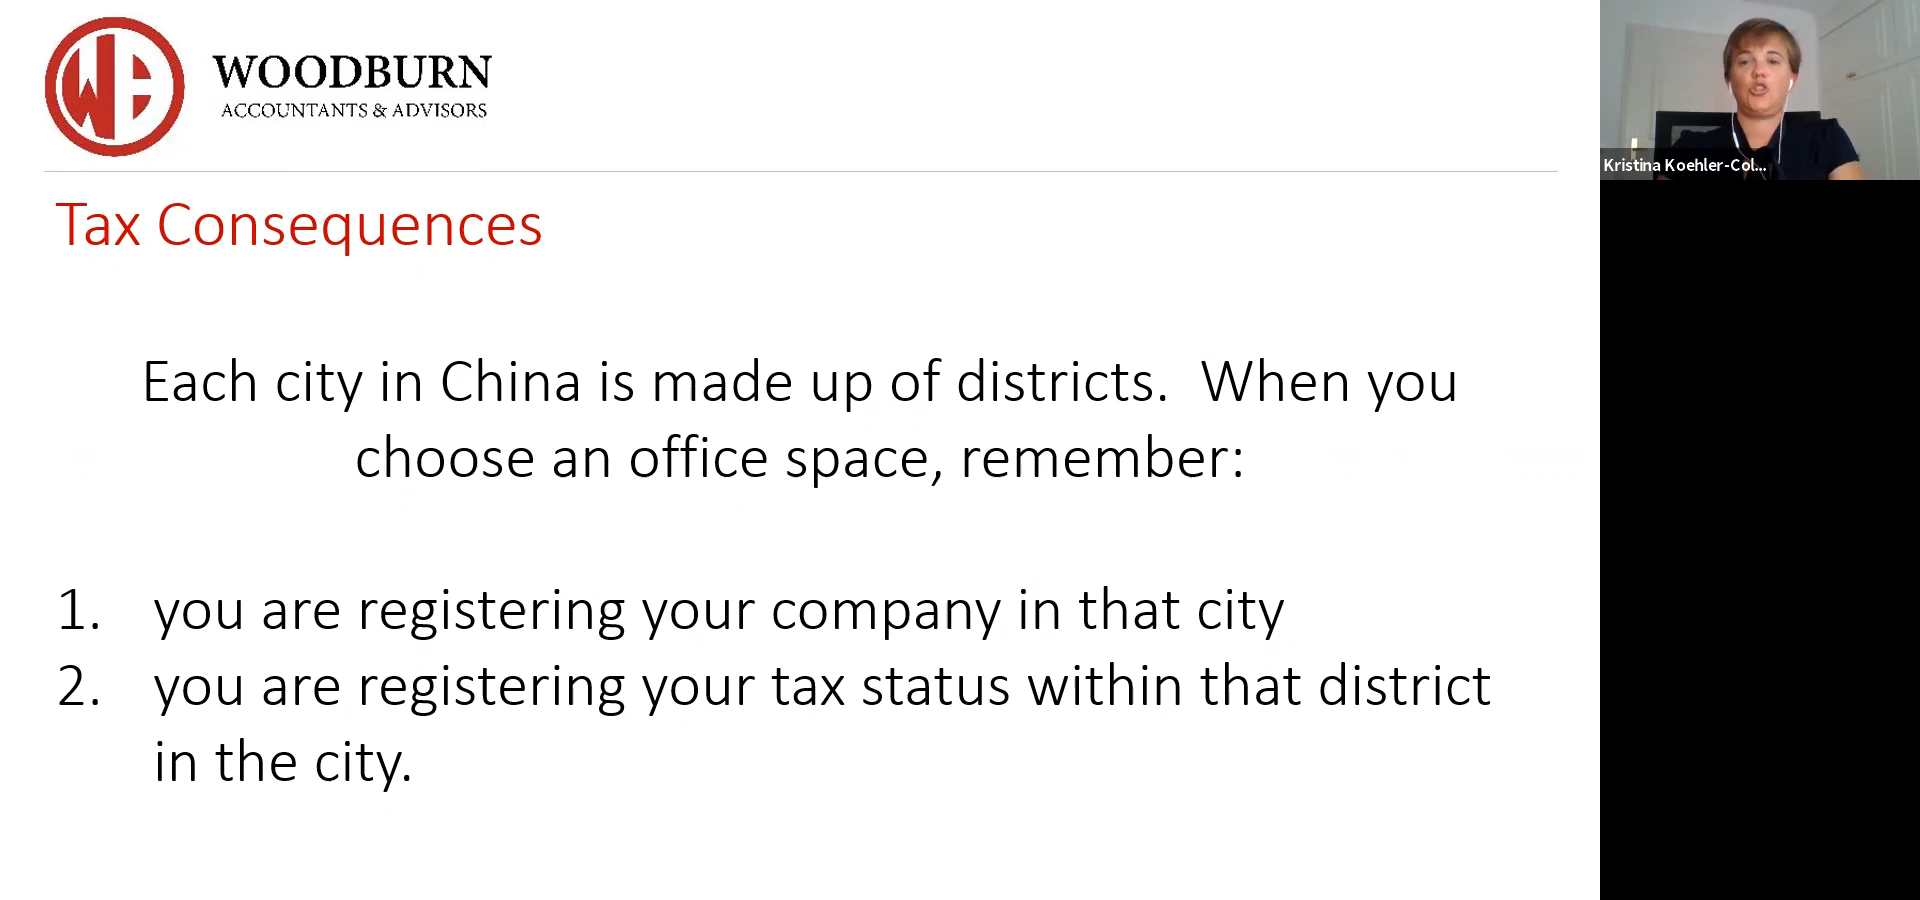 WOODBURN
ACCOUNTANTS & ADVISORS
Tax Consequences
Each city in China is made up of districts.  When you
choose an office space, remember:
1. you are registering your company in that city
2. you are registering your tax status within that district
in the city.
Kristina Koehler-Col...